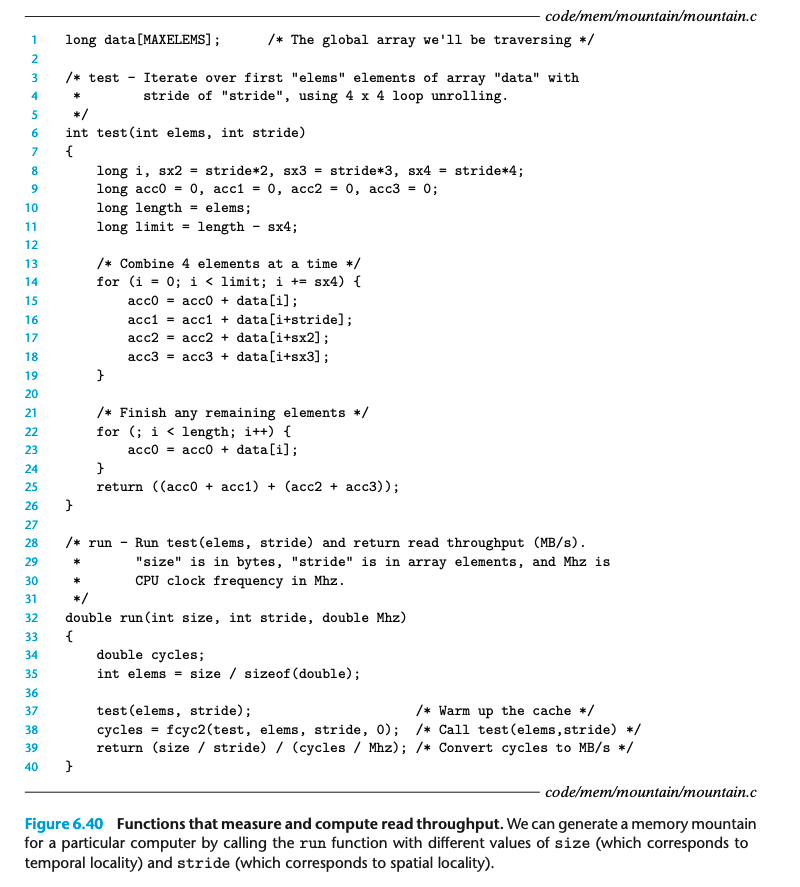 code/mem/mountain/mountain.c
1 long data[MAXELEMS]; /* The global array we'll be traversing */
2
3 /* test - Iterate over first "elems" elements of array "data" with
4 * stride of "stride", using 4 x 4 loop unrolling.
5 */
6 int test(int elems, int stride)
7 {
8 long i, sx2 = stride*2, sx3 = stride*3, sx4 = stride*4;
9 long acc0 = 0, acc1 = 0, acc2 = 0, acc3 = 0;
10 long length = elems;
11 long limit = length - sx4;
12
13 /* Combine 4 elements at a time */
14 for (i = 0; i < limit; i += sx4) {
15 acc0 = acc0 + data[i];
16 acc1 = acc1 + data[i+stride];
17 acc2 = acc2 + data[i+sx2];
18 acc3 = acc3 + data[i+sx3];
19 }
20
21 /* Finish any remaining elements */
22 for (; i < length; i++) {
23 acc0 = acc0 + data[i];
24 }
25 return ((acc0 + acc1) + (acc2 + acc3));
26 }
27
28 /* run - Run test(elems, stride) and return read throughput (MB/s).
29 * "size" is in bytes, "stride" is in array elements, and Mhz is
30 * CPU clock frequency in Mhz.
31 */
32 double run(int size, int stride, double Mhz)
33 {
34 double cycles;
35 int elems = size / sizeof(double);
36
37 test(elems, stride); /* Warm up the cache */
38 cycles = fcyc2(test, elems, stride, 0); /* Call test(elems,stride) */
39 return (size / stride) / (cycles / Mhz); /* Convert cycles to MB/s */
40 }
code/mem/mountain/mountain.c
Figure 6.40 Functions that measure and compute read throughput. We can generate a memory mountain
for a particular computer by calling the run function with different values of size (which corresponds to
temporal locality) and stride (which corresponds to spatial locality).